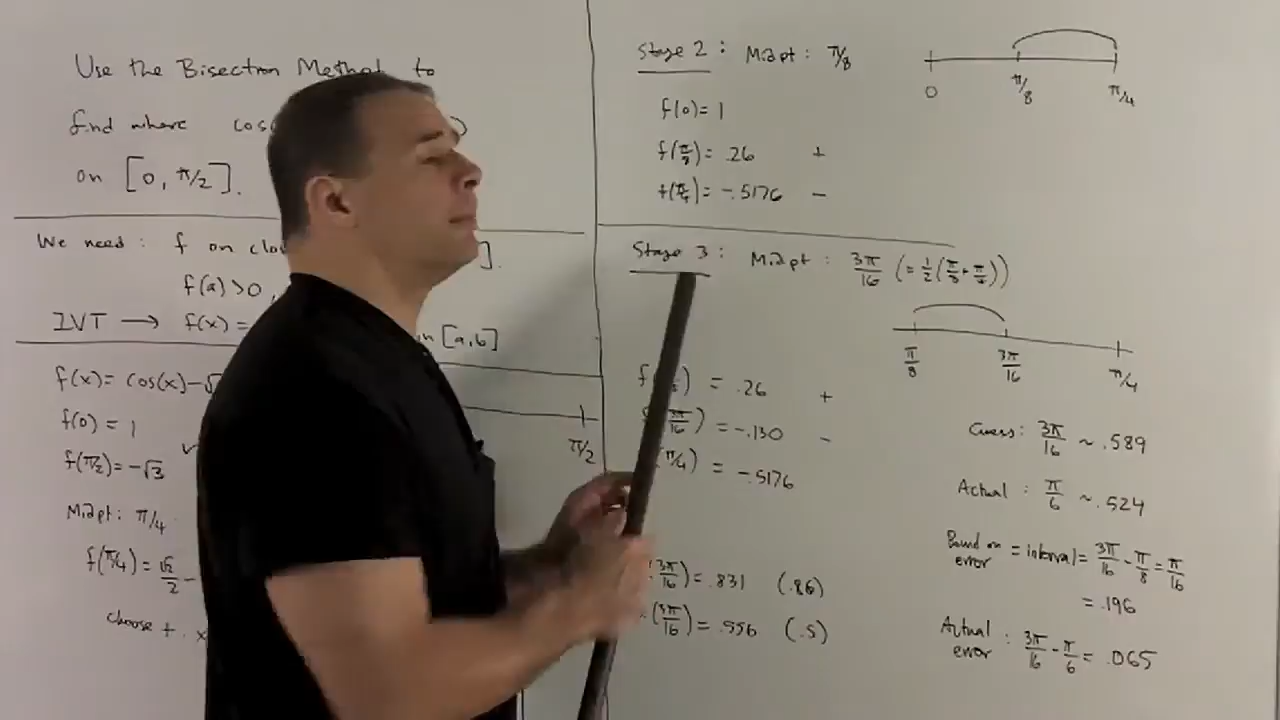 Use the Bisection Method to
find where cos( )
on [0, π/2].
We need: f on clo ].
f(a)>0,
IVT → f(x)= in [a,b]
f(x)= cos(x)-√
f(0) = 1
f(π/2)= -√3
π/2
Midpt: π/4
f(π/4)= √2/2 -
choose + . x
Stage 2: Midpt: π/8
0 π/8 π/4
f(0)= 1
f(π/8)= .26 +
f(π/4)= -.5176 -
Stage 3: Midpt: 3π/16 (= 1/2(π/8+π/4))
π/8 3π/16 π/4
f( ) = .26 +
3π/16) = -.130 -
π/4) = -.5176
3π/16)= .831 (.86)
(3π/16)= .556 (.5)
Guess: 3π/16 ~ .589
Actual: π/6 ~ .524
Bound on error = interval = 3π/16 - π/8 = π/16
= .196
Actual error: 3π/16 - π/6 = .065